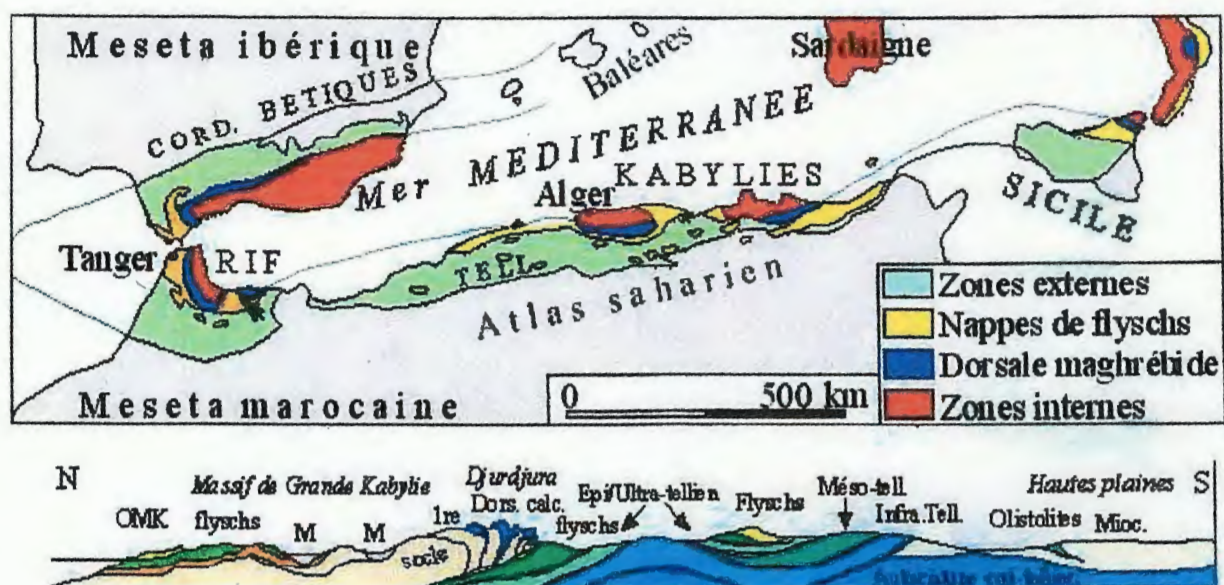 Meseta ibérique
CORD. BETIQUES
Baléares
Sardaigne
Mer MEDITERRANEE
KABYLIES
Alger
SICILE
Tanger
RIF
TELL
Atlas saharien
Meseta marocaine
0 500 km
Zones externes
Nappes de flyschs
Dorsale maghrébide
Zones internes
N
Massif de Grande Kabylie
Djurdjura
Hautes plaines S
OMK
flyschs
M M
1re
Dors. calc.
flyschs
Epi/Ultra-tellien
Flyschs
Méso-tell.
Infra.Tell.
Olistolites
Mioc.
socle